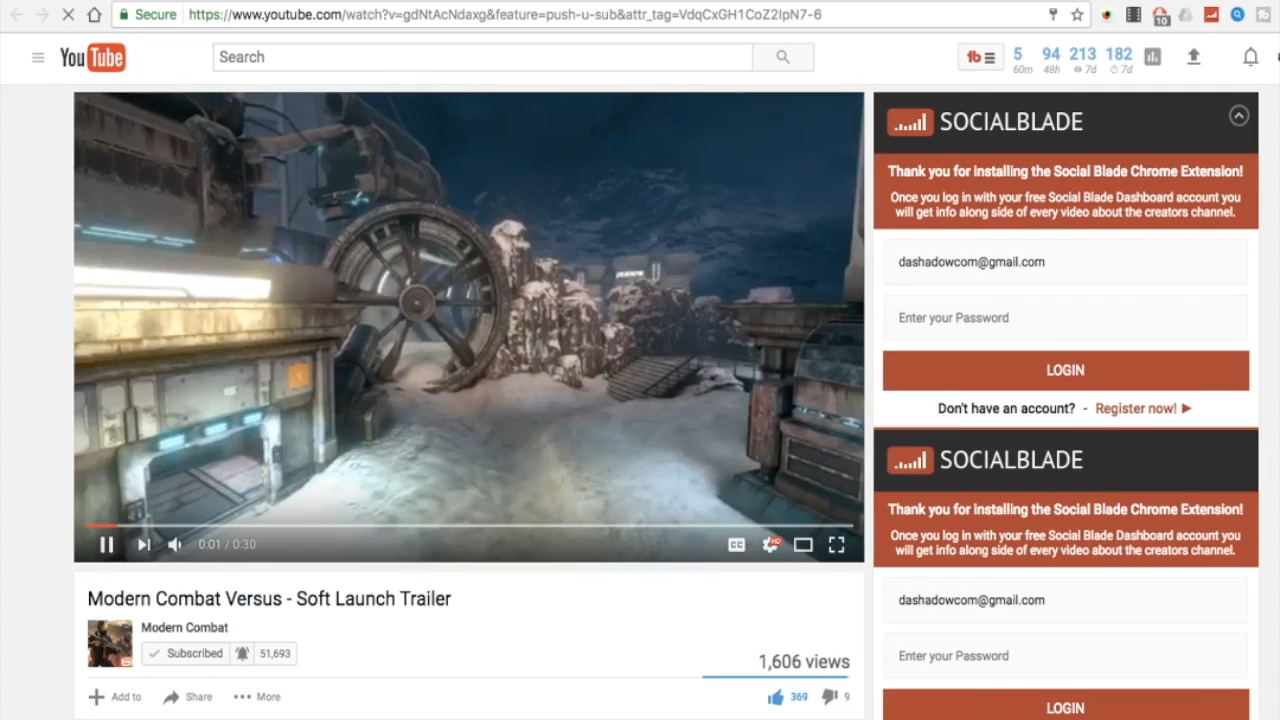 Secure https://www.youtube.com/watch?v=gdNtAcNdaxg&feature=push-u-sub&attr_tag=VdqCxGH1CoZ2IpN7-6
10
YouTube
Search
5 94 213 182
60m 48h 7d 7d
SOCIALBLADE
Thank you for installing the Social Blade Chrome Extension!
Once you log in with your free Social Blade Dashboard account you
will get info along side of every video about the creators channel.
dashadowcom@gmail.com
Enter your Password
LOGIN
Don't have an account? - Register now!
SOCIALBLADE
Thank you for installing the Social Blade Chrome Extension!
Once you log in with your free Social Blade Dashboard account you
will get info along side of every video about the creators channel.
dashadowcom@gmail.com
Enter your Password
LOGIN
0:01 / 0:30
CC
HD
Modern Combat Versus - Soft Launch Trailer
Modern Combat
Subscribed 51,693
1,606 views
Add to Share More
369 9